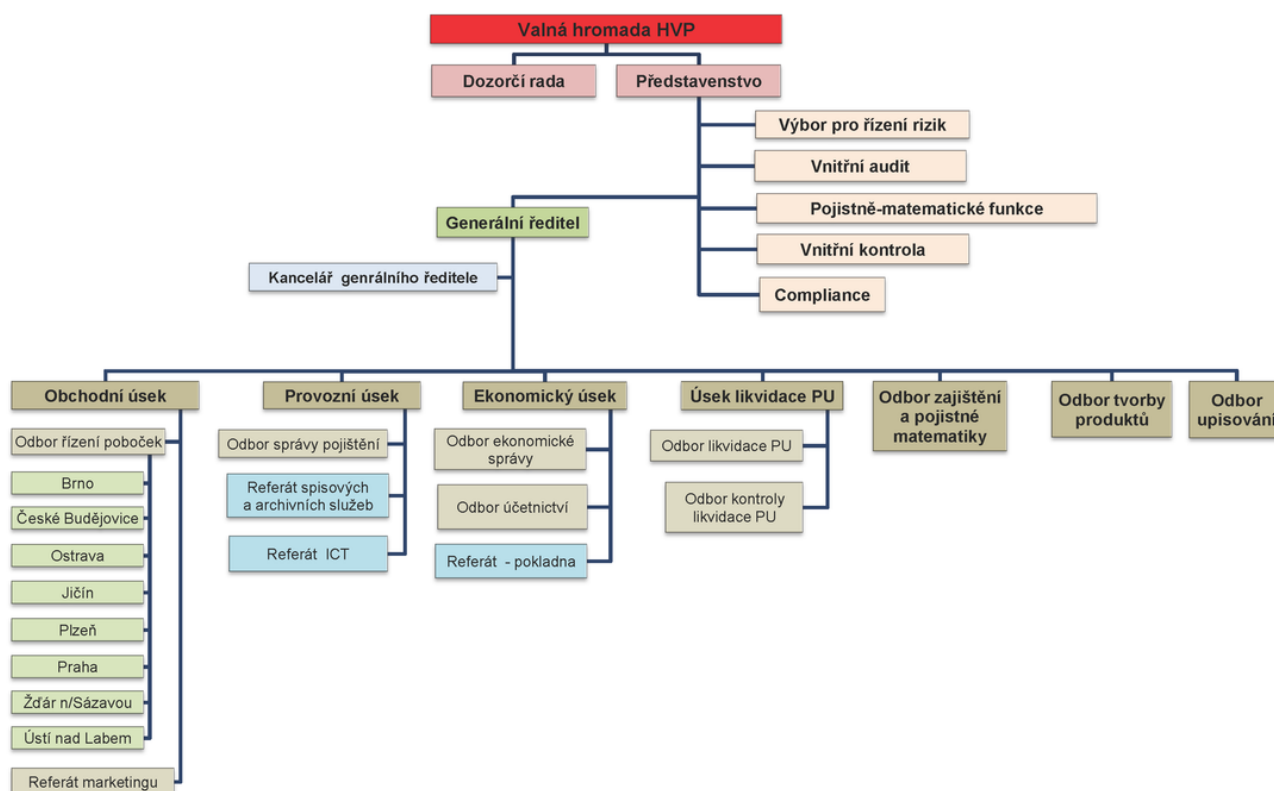 Valná hromada HVP
Dozorčí rada
Představenstvo
Výbor pro řízení rizik
Vnitřní audit
Pojistně-matematické funkce
Generální ředitel
Vnitřní kontrola
Kancelář genrálního ředitele
Compliance
Obchodní úsek
Provozní úsek
Ekonomický úsek
Úsek likvidace PU
Odbor zajištění
a pojistné
matematiky
Odbor tvorby
produktů
Odbor
upisování
Odbor řízení poboček
Brno
České Budějovice
Ostrava
Jičín
Plzeň
Praha
Žďár n/Sázavou
Ústí nad Labem
Referát marketingu
Odbor správy pojištění
Referát spisových
a archivních služeb
Referát ICT
Odbor ekonomické
správy
Odbor účetnictví
Referát - pokladna
Odbor likvidace PU
Odbor kontroly
likvidace PU